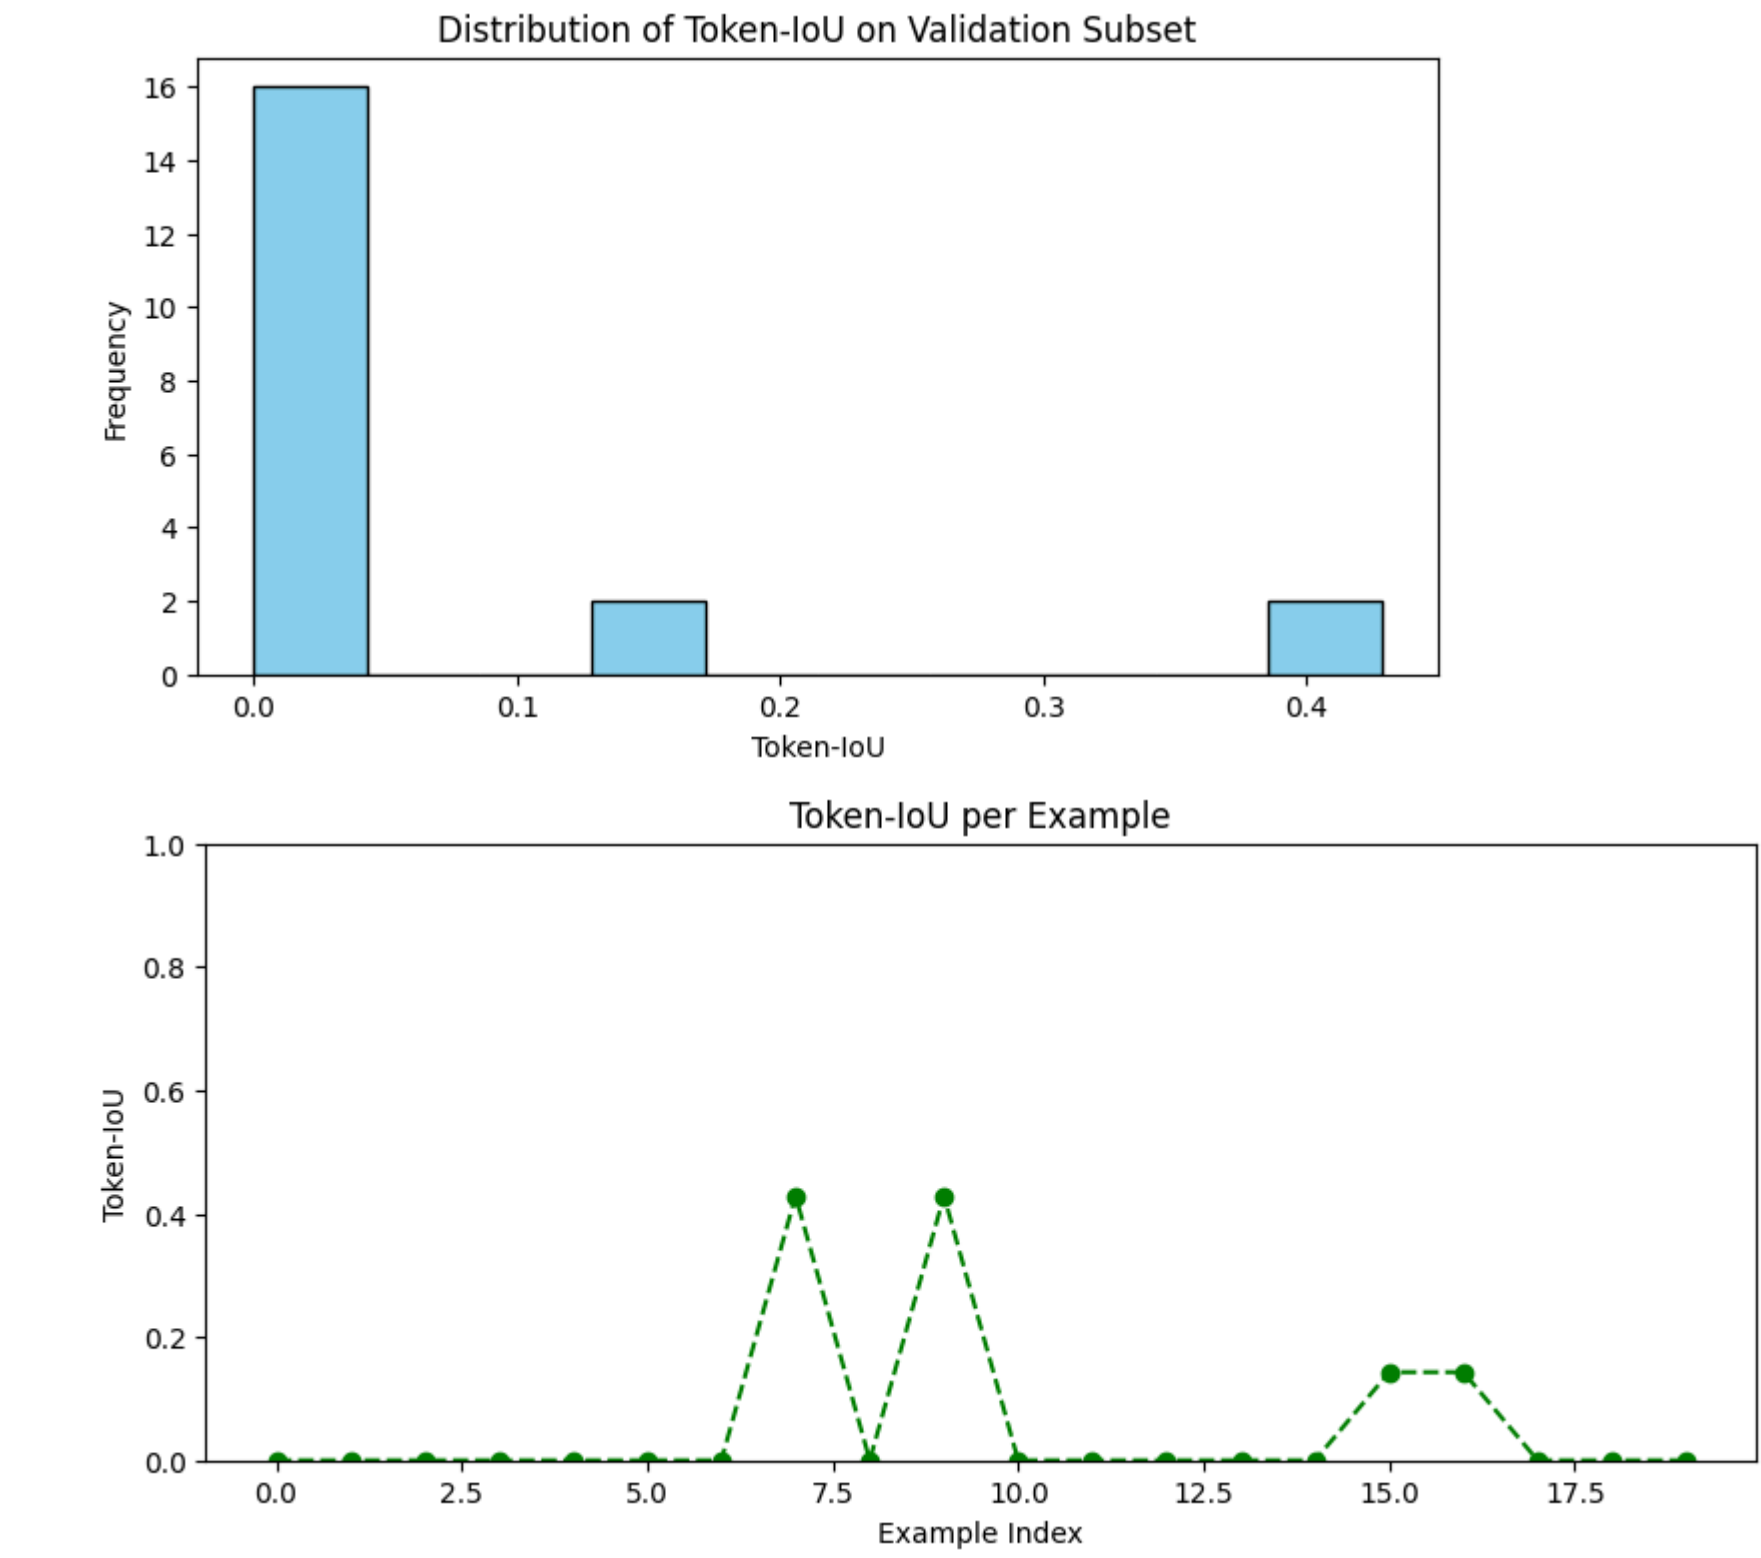 Distribution of Token-IoU on Validation Subset
Frequency
16
14
12
10
8
6
4
2
0
0.0 0.1 0.2 0.3 0.4
Token-IoU
Token-IoU per Example
Token-IoU
1.0
0.8
0.6
0.4
0.2
0.0
0.0 2.5 5.0 7.5 10.0 12.5 15.0 17.5
Example Index